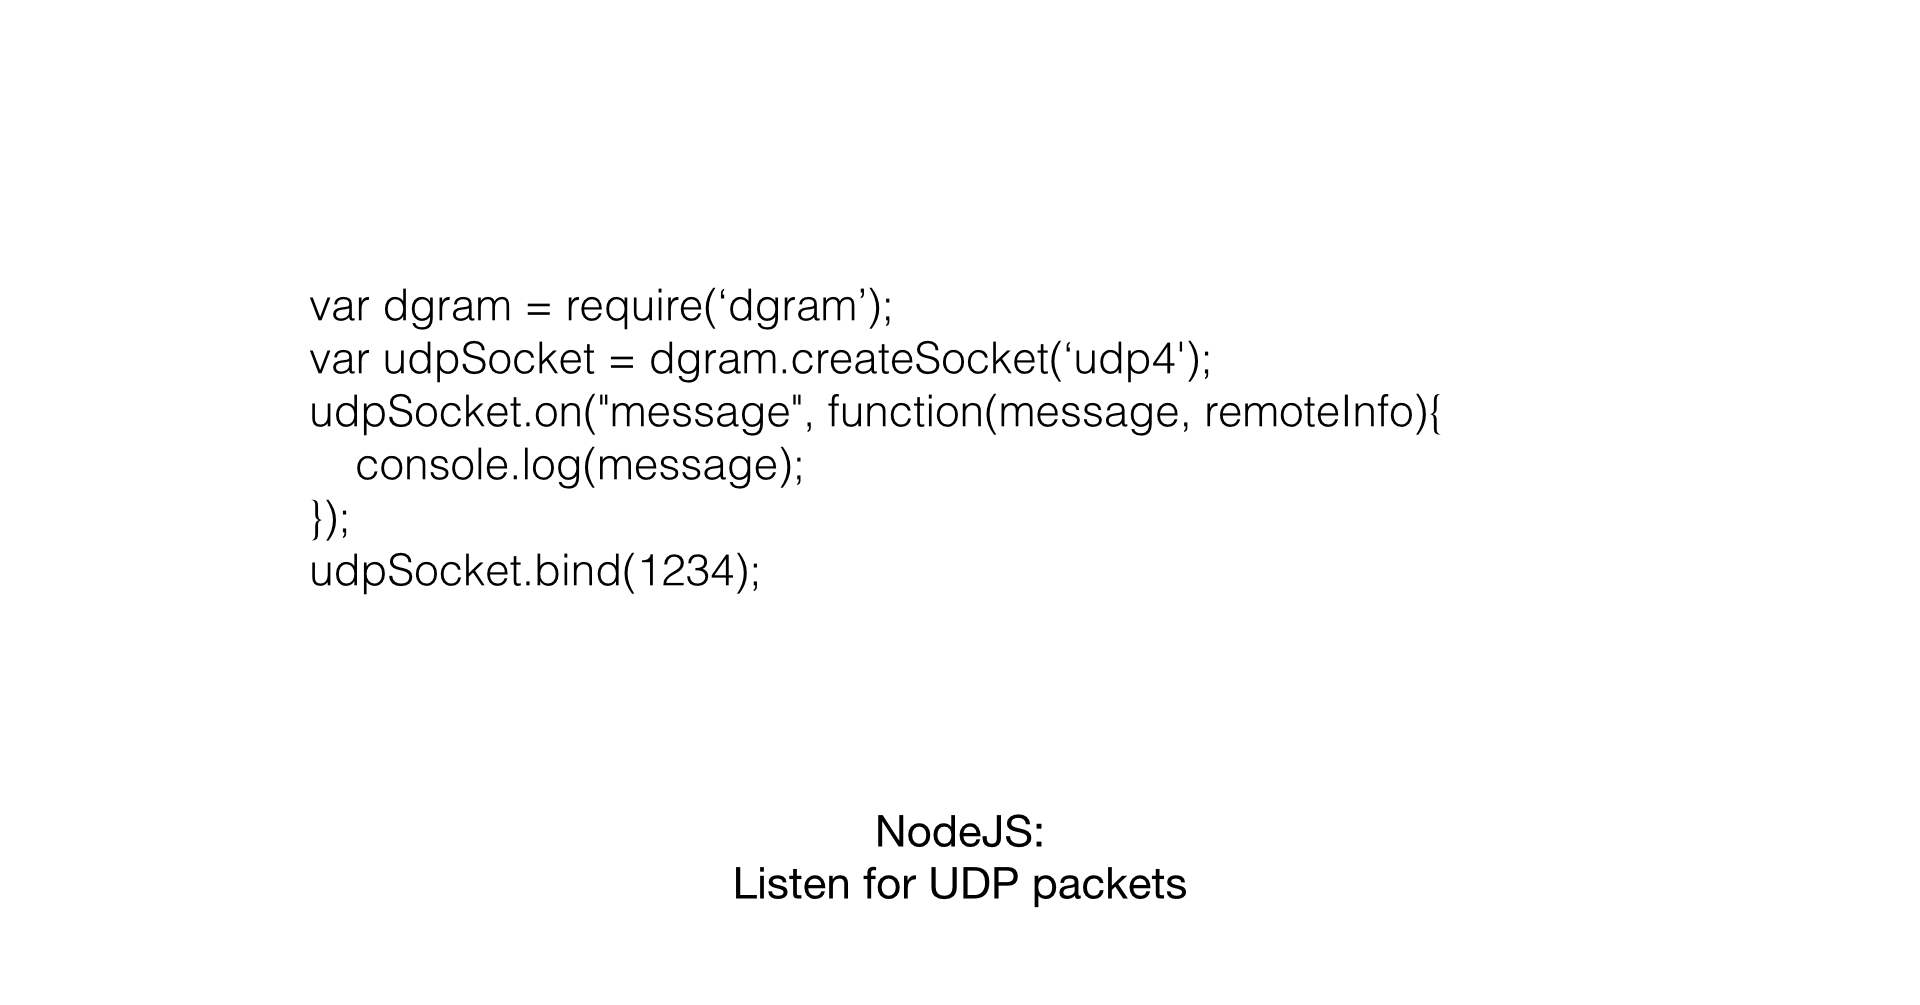 var dgram = require(‘dgram’);
var udpSocket = dgram.createSocket(‘udp4');
udpSocket.on("message", function(message, remoteInfo){
    console.log(message);
});
udpSocket.bind(1234);
NodeJS:
Listen for UDP packets